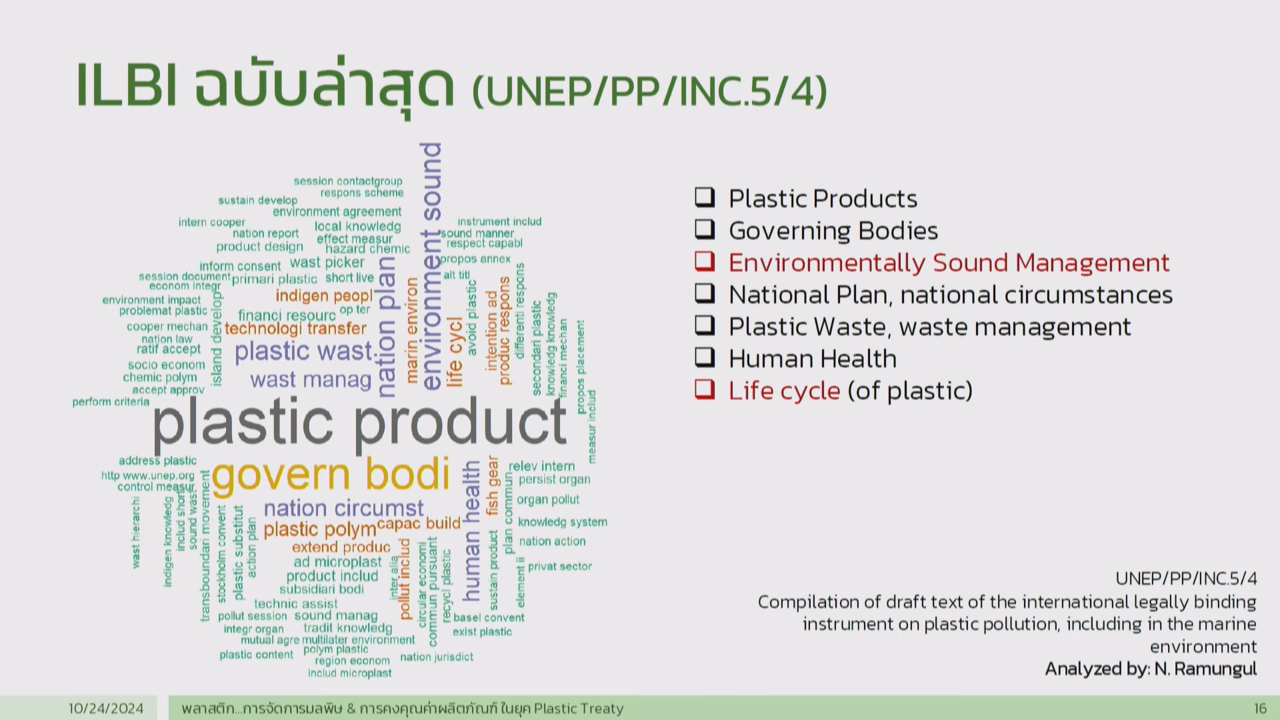 ILBI ฉบับล่าสุด (UNEP/PP/INC.5/4)
session contactgroup
respons scheme
sustain develop
environment agreement
intern cooper
local knowledg
nation report
effect measur
product design
hazard chemic
inform consent
wast picker
session document
primari plastic
short live
econom integr
indigen peopl
environment impact
problemat plastic
financi resourc
op ter
cooper mechan
technologi transfer
nation law
ratif accept
plastic wast
socio econom
chemic polym
wast manag
accept approv
perform criteria
island develop
nation plan
marin environ
environment sound
life cycl
instrument includ
sound manner
respect capabl
propos annex
alt titl
avoid plastic
intention ad
produc respons
differenti respons
secondari plastic
knowledg knowledg
financi mechan
propos placement
measur includ
plastic product
govern bodi
address plastic
http www.unep.org
control measur
nation circumst
plastic polym
capac build
extend produc
ad microplast
product includ
subsidiari bodi
technic assist
pollut session
sound manag
integr organ
tradit knowledg
mutual agre
multilater environment
plastic content
polym plastic
region econom
nation jurisdict
includ microplast
wast hierarchi
indigen knowledg
includ short
sound wast
transboundari movement
stockholm convent
plastic substitut
action plan
inter alia
pollut includ
circular economi
commun pursuant
recycl plastic
human health
fish gear
sustain product
plan commun
element ii
relev intern
persist organ
organ pollut
knowledg system
nation action
privat sector
basel convent
exist plastic
❑ Plastic Products
❑ Governing Bodies
❑ Environmentally Sound Management
❑ National Plan, national circumstances
❑ Plastic Waste, waste management
❑ Human Health
❑ Life cycle (of plastic)
UNEP/PP/INC.5/4
Compilation of draft text of the international legally binding
instrument on plastic pollution, including in the marine
environment
Analyzed by: N. Ramungul
10/24/2024
พลาสติก...การจัดการมลพิษ & การคงคุณค่าผลิตภัณฑ์ ในยุค Plastic Treaty
16